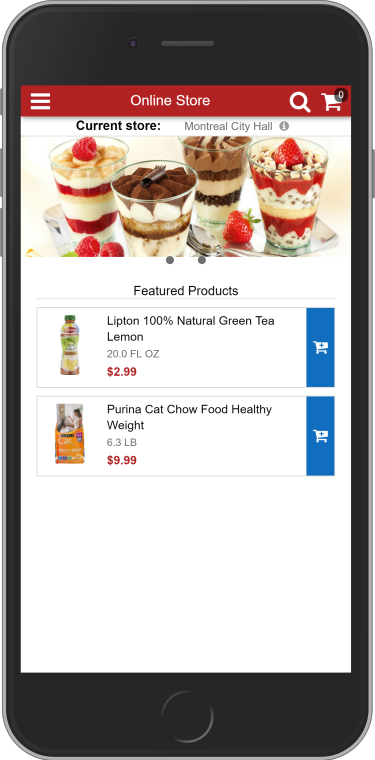 Online Store
0
Current store: Montreal City Hall
Featured Products
Lipton 100% Natural Green Tea
Lemon
20.0 FL OZ
$2.99
Purina Cat Chow Food Healthy
Weight
6.3 LB
$9.99